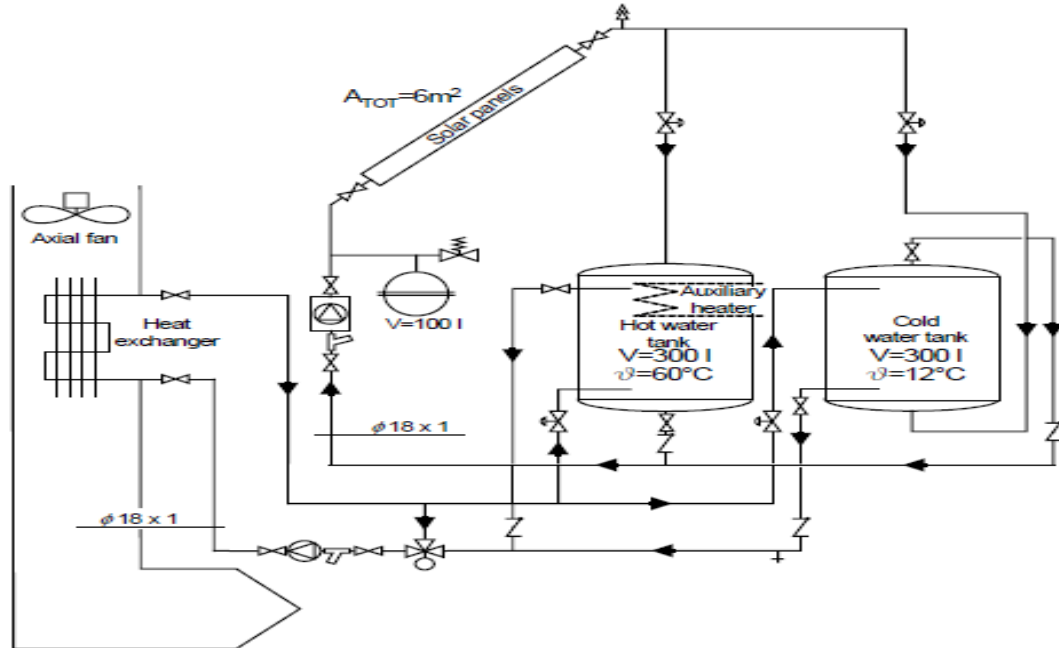 A_TOT=6m²
Solar panels
Axial fan
Heat
exchanger
V=100 l
Auxiliary
heater
Hot water
tank
V=300 l
ϑ=60°C
Cold
water tank
V=300 l
ϑ=12°C
ϕ18 x 1
ϕ18 x 1